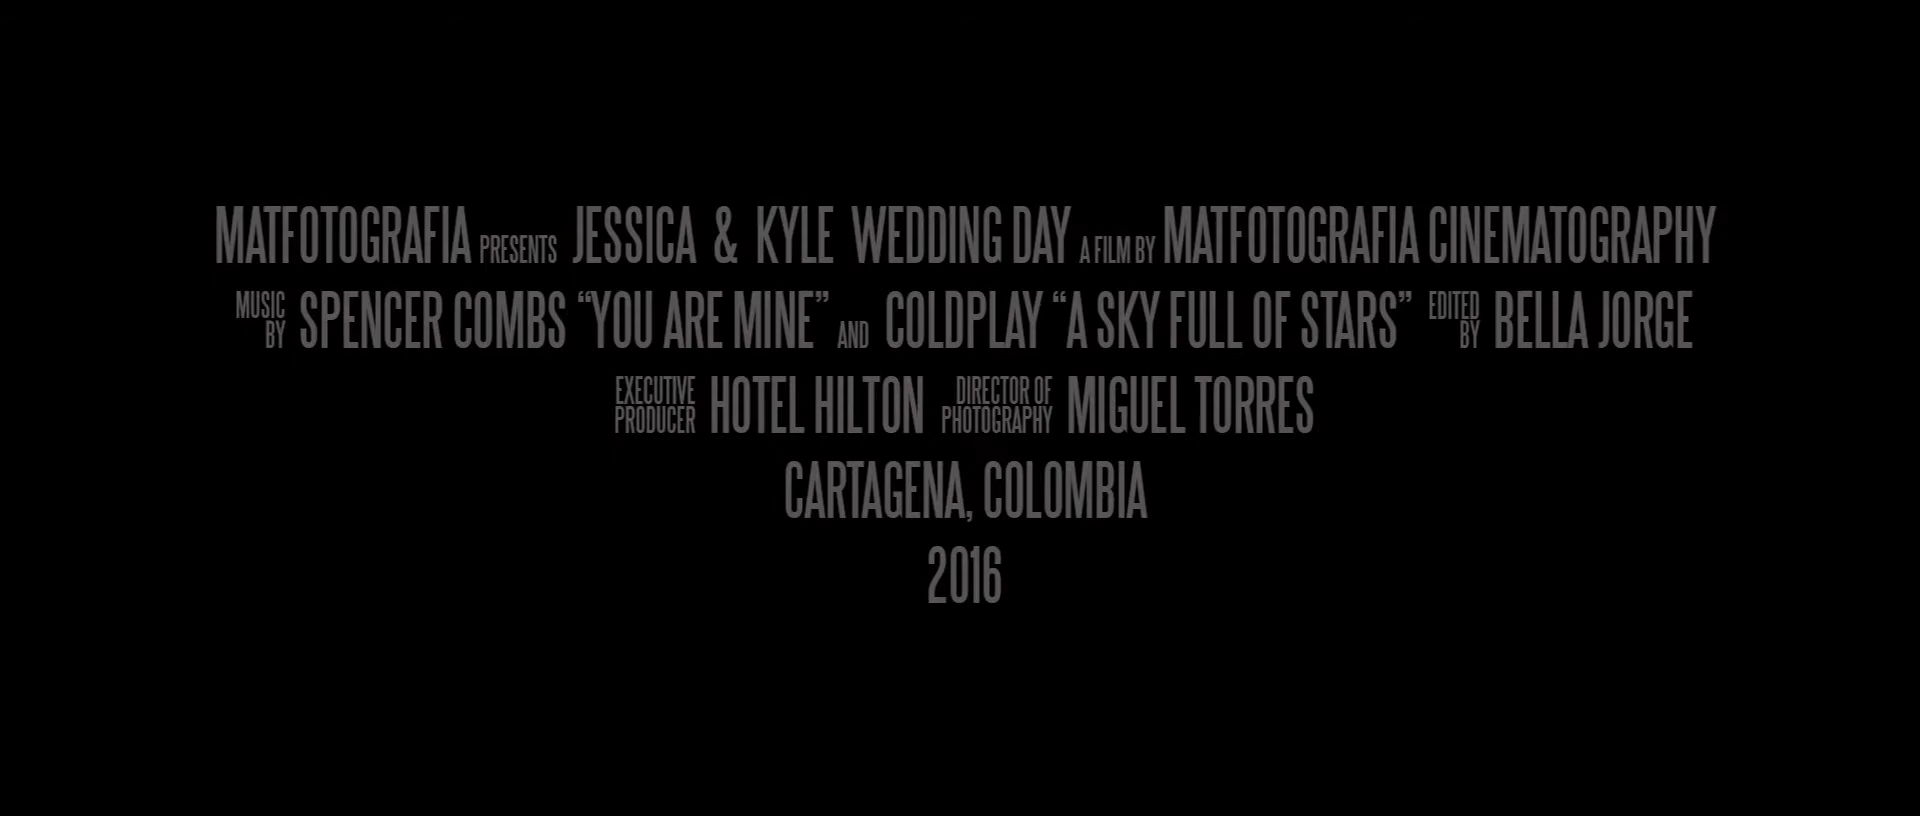 MATFOTOGRAFIA PRESENTS JESSICA & KYLE WEDDING DAY A FILM BY MATFOTOGRAFIA CINEMATOGRAPHY
MUSIC BY SPENCER COMBS “YOU ARE MINE” AND COLDPLAY “A SKY FULL OF STARS” EDITED BY BELLA JORGE
EXECUTIVE PRODUCER HOTEL HILTON DIRECTOR OF PHOTOGRAPHY MIGUEL TORRES
CARTAGENA, COLOMBIA
2016